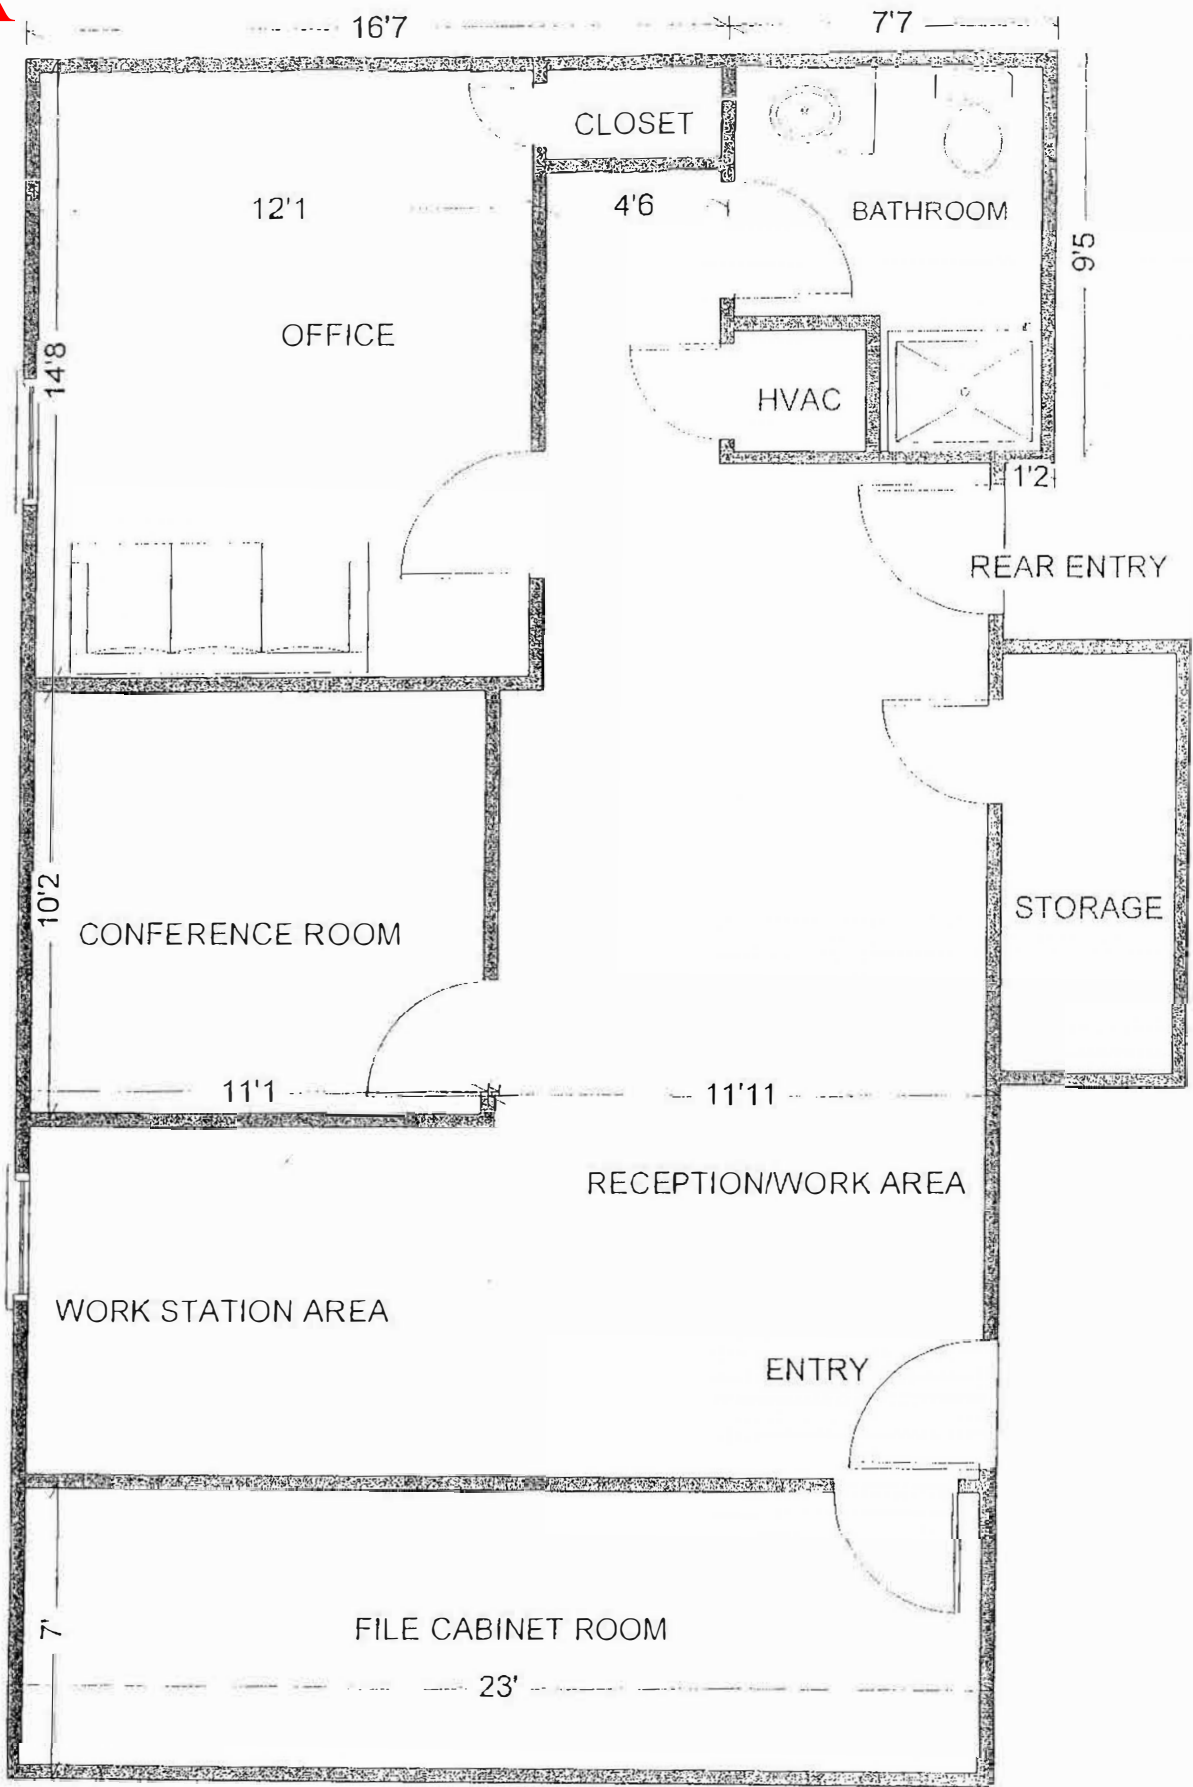 16'7
7'7
CLOSET
12'1
4'6
BATHROOM
9'5
OFFICE
14'8
HVAC
1'2
REAR ENTRY
10'2
CONFERENCE ROOM
STORAGE
11'1
11'11
RECEPTION/WORK AREA
WORK STATION AREA
ENTRY
7'
FILE CABINET ROOM
23'